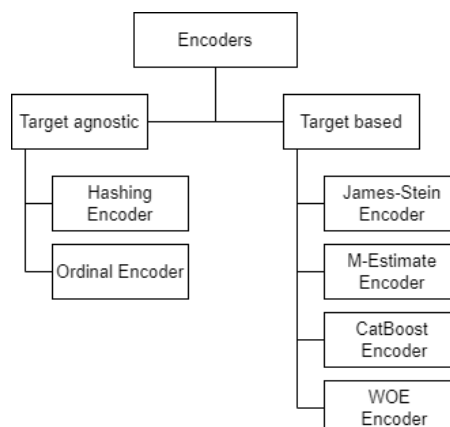 Encoders
Target agnostic
Target based
Hashing
Encoder
Ordinal Encoder
James-Stein
Encoder
M-Estimate
Encoder
CatBoost
Encoder
WOE
Encoder